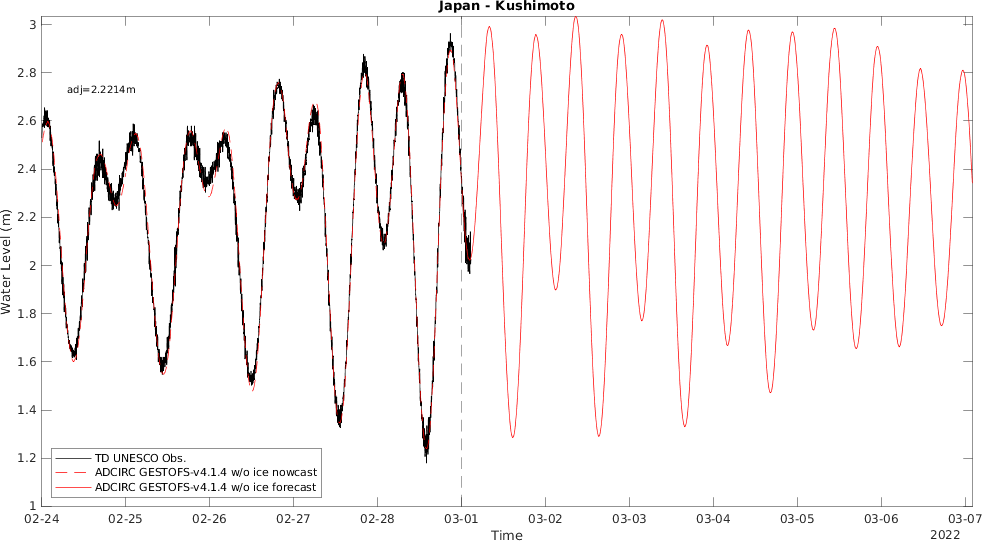 Japan - Kushimoto
3
2.8
adj=2.2214m
2.6
2.4
2.2
2
1.8
1.6
1.4
1.2
1
Water Level (m)
TD UNESCO Obs.
ADCIRC GESTOFS-v4.1.4 w/o ice nowcast
ADCIRC GESTOFS-v4.1.4 w/o ice forecast
02-24 02-25 02-26 02-27 02-28 03-01 03-02 03-03 03-04 03-05 03-06 03-07
Time
2022